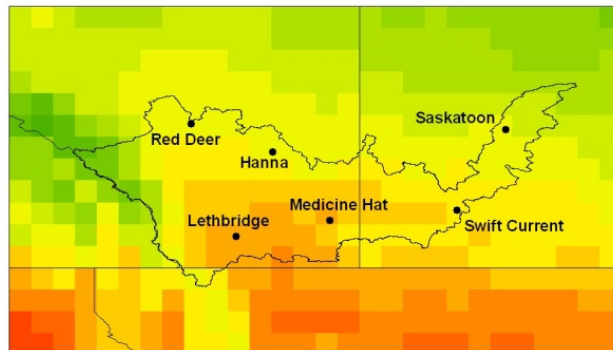 Saskatoon
Red Deer
Hanna
Medicine Hat
Lethbridge
Swift Current